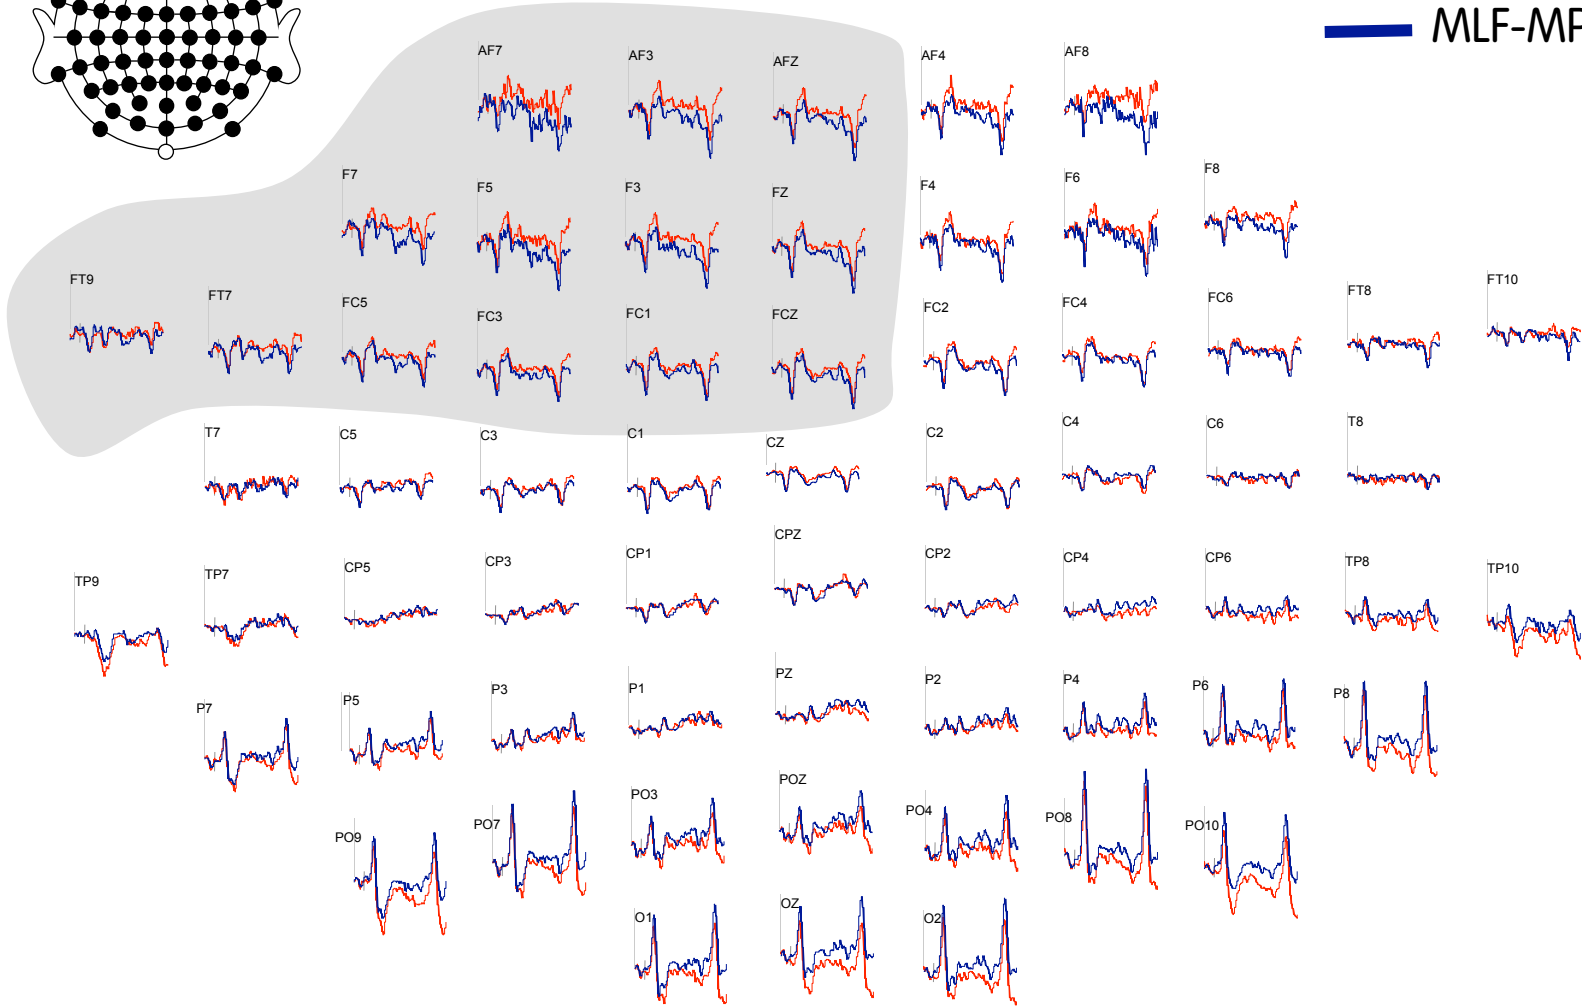 MLF-MP
AF7 AF3 AFZ AF4 AF8
F7 F5 F3 FZ F4 F6 F8
FT9 FT7 FC5 FC3 FC1 FCZ FC2 FC4 FC6 FT8 FT10
T7 C5 C3 C1 CZ C2 C4 C6 T8
TP9 TP7 CP5 CP3 CP1 CPZ CP2 CP4 CP6 TP8 TP10
P7 P5 P3 P1 PZ P2 P4 P6 P8
PO9 PO7 PO3 POZ PO4 PO8 PO10
O1 OZ O2